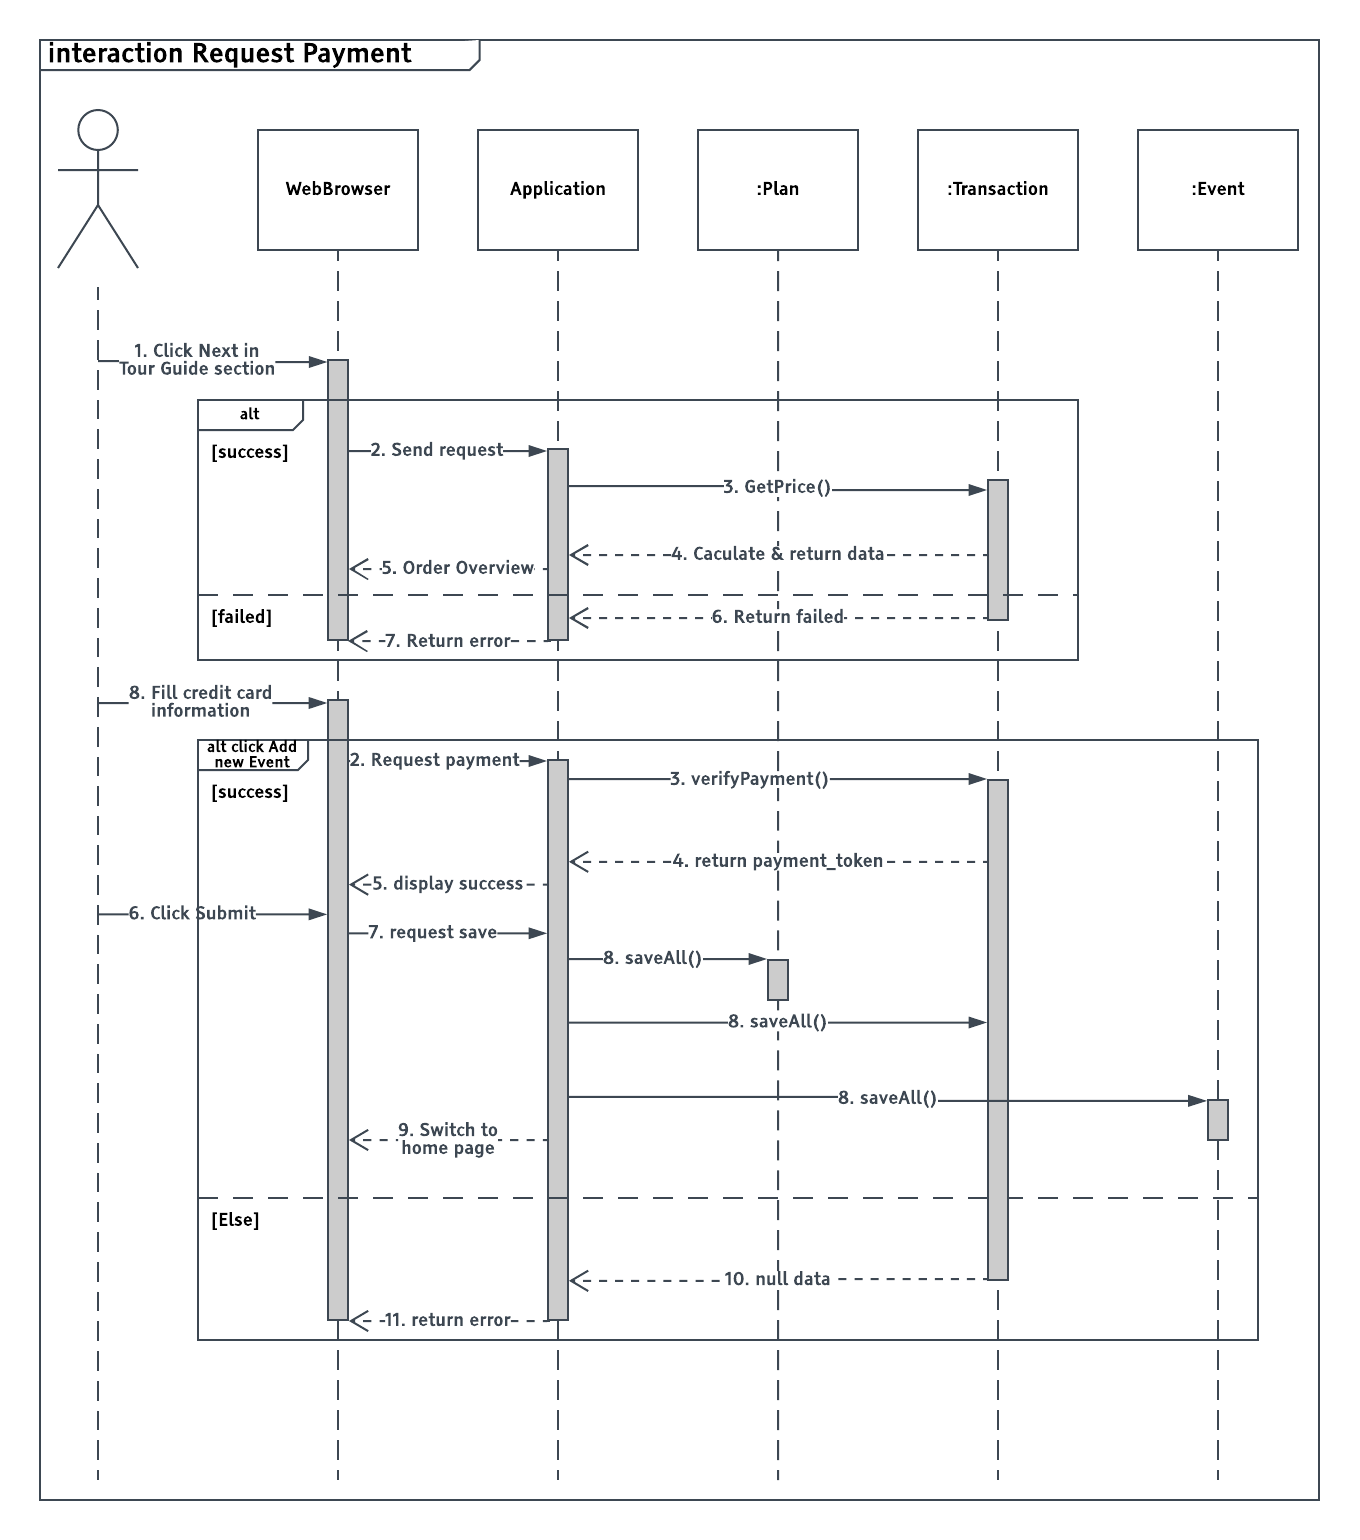 interaction Request Payment
WebBrowser
Application
:Plan
:Transaction
:Event
1. Click Next in
Tour Guide section
alt
[success]
2. Send request
3. GetPrice()
4. Caculate & return data
5. Order Overview
[failed]
6. Return failed
7. Return error
8. Fill credit card
information
alt click Add
new Event
2. Request payment
[success]
3. verifyPayment()
4. return payment_token
5. display success
6. Click Submit
7. request save
8. saveAll()
8. saveAll()
8. saveAll()
9. Switch to
home page
[Else]
10. null data
11. return error